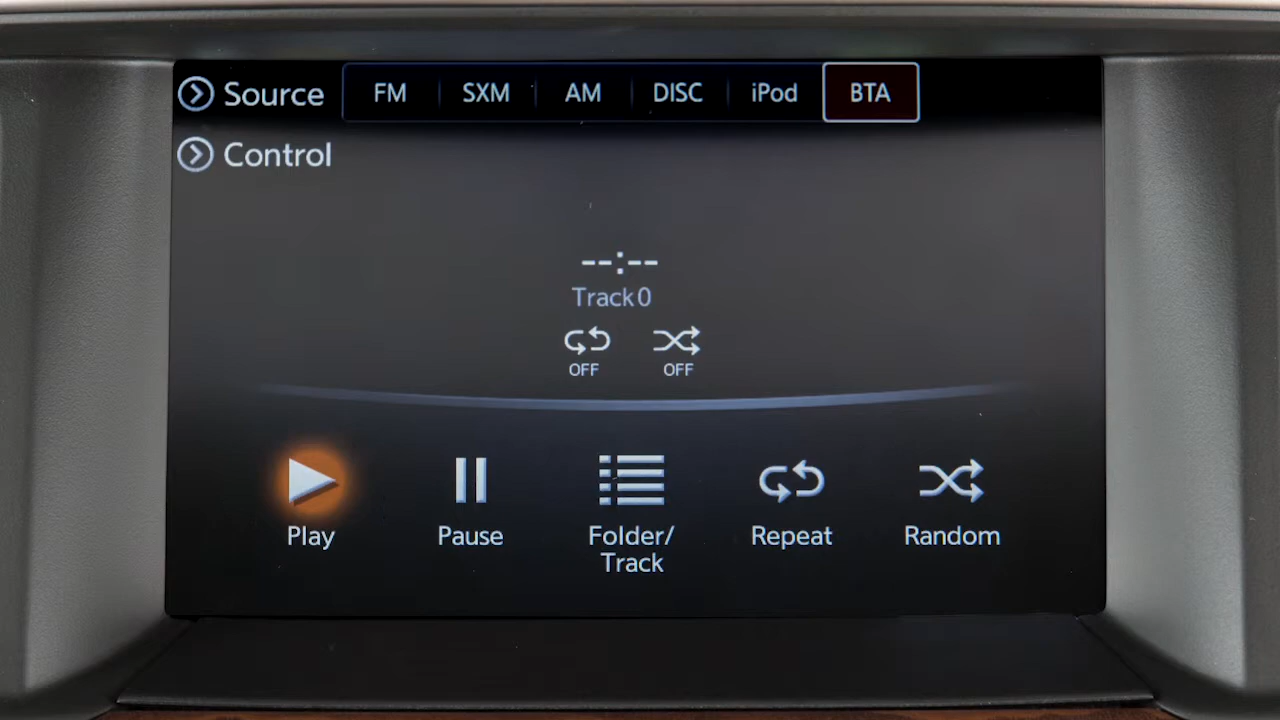 Source FM SXM AM DISC iPod BTA
Control
--:--
Track 0
OFF OFF
Play Pause Folder/ Repeat Random
Track